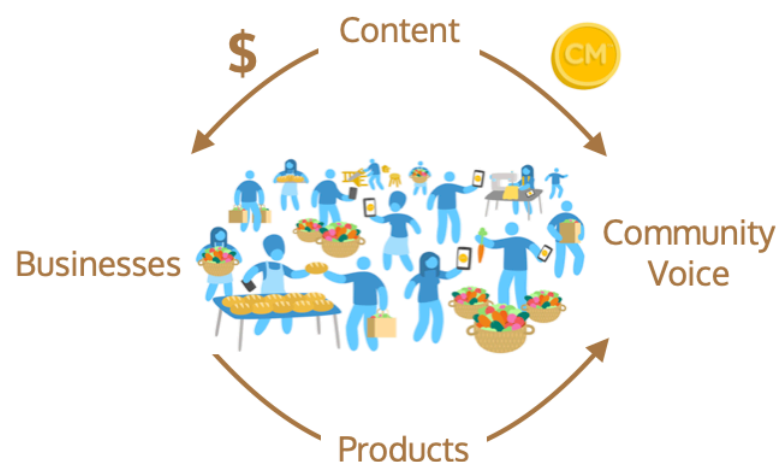 $
Content
CM
Businesses
Community
Voice
Products